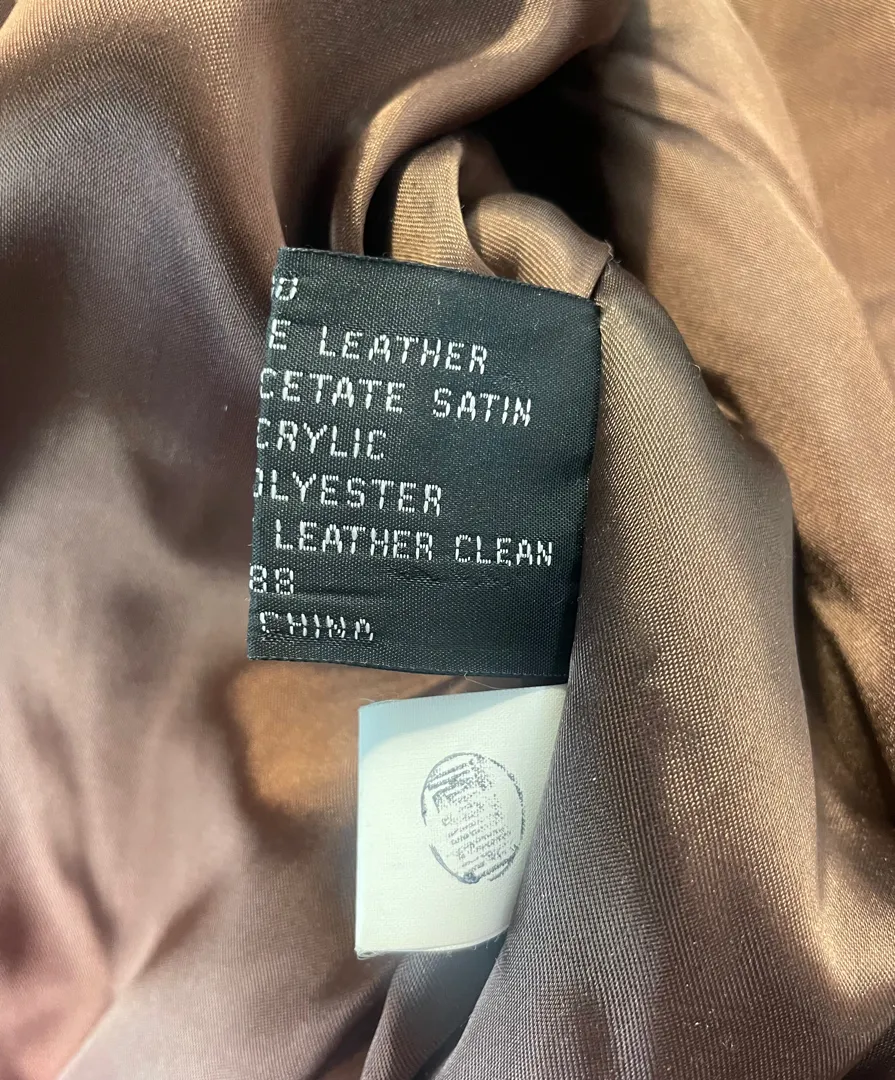 E LEATHER
CETATE SATIN
CRYLIC
OLYESTER
LEATHER CLEAN
88
CHINA